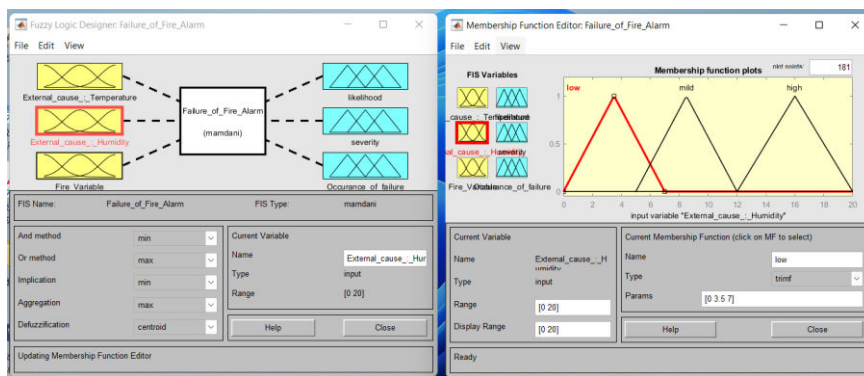 Fuzzy Logic Designer: Failure_of_Fire_Alarm
File Edit View
External_cause_:_Temperature
likelihood
Failure_of_Fire_Alarm
(mamdani)
External_cause_:_Humidity
severity
Fire_Variable
Occurance_of_failure
FIS Name: Failure_of_Fire_Alarm FIS Type: mamdani
And method min
Or method max
Implication min
Aggregation max
Defuzzification centroid
Current Variable
Name External_cause_:_Hur
Type input
Range [0 20]
Help Close
Updating Membership Function Editor
Membership Function Editor: Failure_of_Fire_Alarm
File Edit View
FIS Variables
Membership function plots plot points: 181
low mild high
1
0.5
0
0 2 4 6 8 10 12 14 16 18 20
input variable "External_cause_:_Humidity"
Current Variable
Name External_cause_:_H
umidity
Type input
Range [0 20]
Display Range [0 20]
Current Membership Function (click on MF to select)
Name low
Type trimf
Params [0 3.5 7]
Help Close
Ready